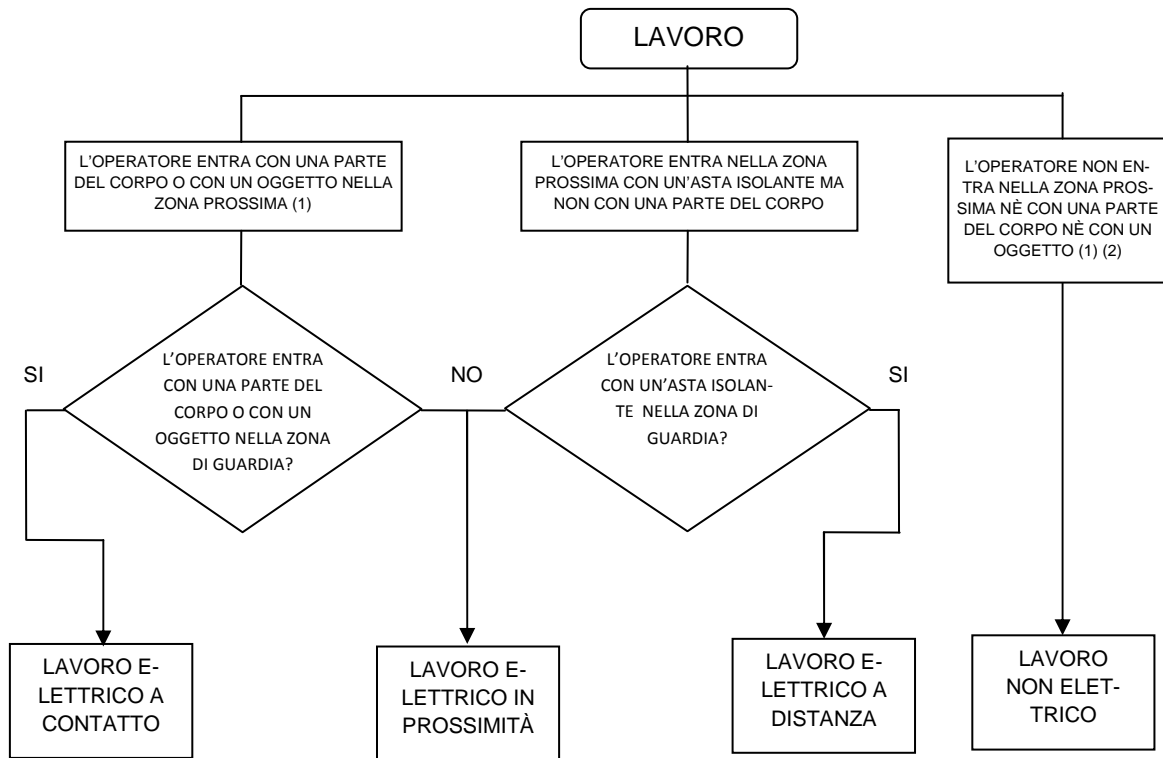 LAVORO
L'OPERATORE ENTRA CON UNA PARTE
DEL CORPO O CON UN OGGETTO NELLA
ZONA PROSSIMA (1)
L'OPERATORE ENTRA NELLA ZONA
PROSSIMA CON UN'ASTA ISOLANTE MA
NON CON UNA PARTE DEL CORPO
L'OPERATORE NON EN-
TRA NELLA ZONA PROS-
SIMA NÈ CON UNA PARTE
DEL CORPO NÈ CON UN
OGGETTO (1) (2)
SI
L'OPERATORE ENTRA
CON UNA PARTE DEL
CORPO O CON UN
OGGETTO NELLA ZONA
DI GUARDIA?
NO
L'OPERATORE ENTRA
CON UN'ASTA ISOLAN-
TE NELLA ZONA DI
GUARDIA?
SI
LAVORO E-
LETTRICO A
CONTATTO
LAVORO E-
LETTRICO IN
PROSSIMITÀ
LAVORO E-
LETTRICO A
DISTANZA
LAVORO
NON ELET-
TRICO